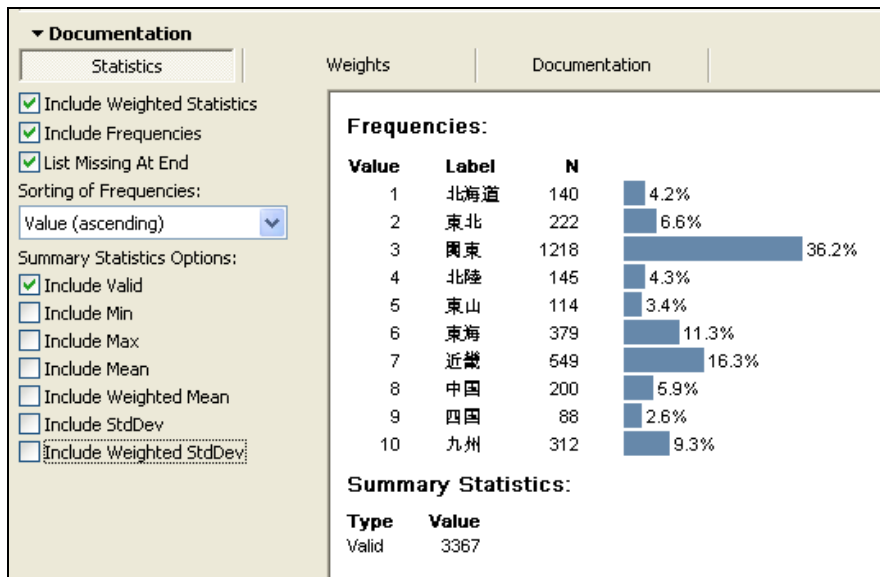 Documentation
Statistics Weights Documentation
Include Weighted Statistics
Include Frequencies
List Missing At End
Sorting of Frequencies:
Value (ascending)
Summary Statistics Options:
Include Valid
Include Min
Include Max
Include Mean
Include Weighted Mean
Include StdDev
Include Weighted StdDev
Frequencies:
Value Label N
1 北海道 140 4.2%
2 東北 222 6.6%
3 関東 1218 36.2%
4 北陸 145 4.3%
5 東山 114 3.4%
6 東海 379 11.3%
7 近畿 549 16.3%
8 中国 200 5.9%
9 四国 88 2.6%
10 九州 312 9.3%
Summary Statistics:
Type Value
Valid 3367